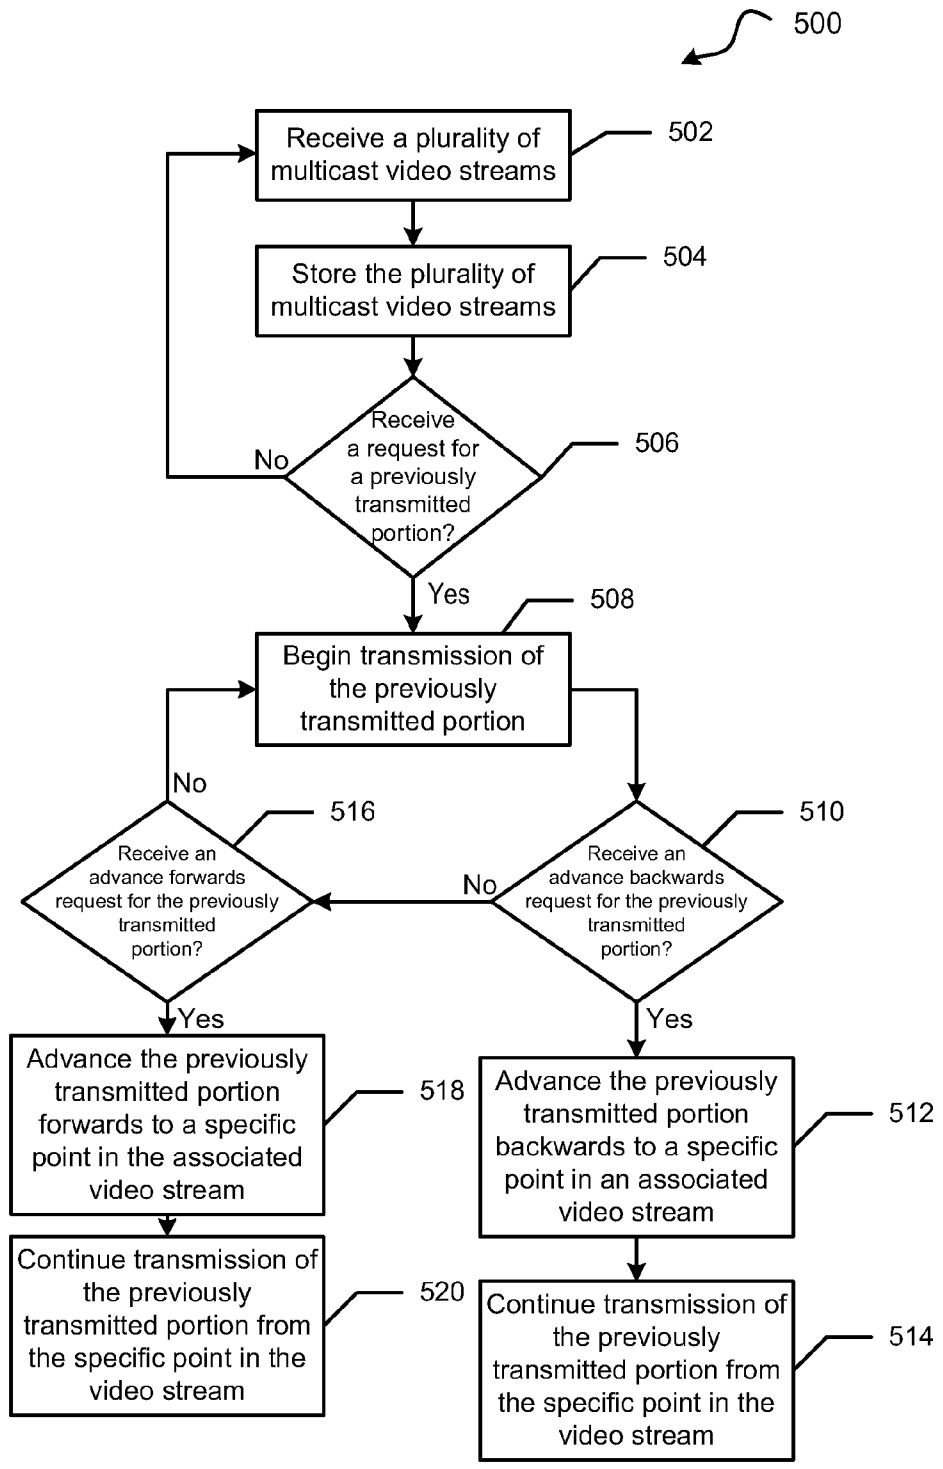 500
Receive a plurality of
multicast video streams
502
Store the plurality of
multicast video streams
504
Receive
a request for
a previously
transmitted
portion?
506
No
Yes
Begin transmission of
the previously
transmitted portion
508
No
Receive an
advance forwards
request for the previously
transmitted
portion?
516
No
Receive an
advance backwards
request for the previously
transmitted
portion?
510
Yes
Yes
Advance the previously
transmitted portion
forwards to a specific
point in the associated
video stream
518
Advance the previously
transmitted portion
backwards to a specific
point in an associated
video stream
512
Continue transmission of
the previously
transmitted portion from
the specific point in the
video stream
520
Continue transmission of
the previously
transmitted portion from
the specific point in the
video stream
514